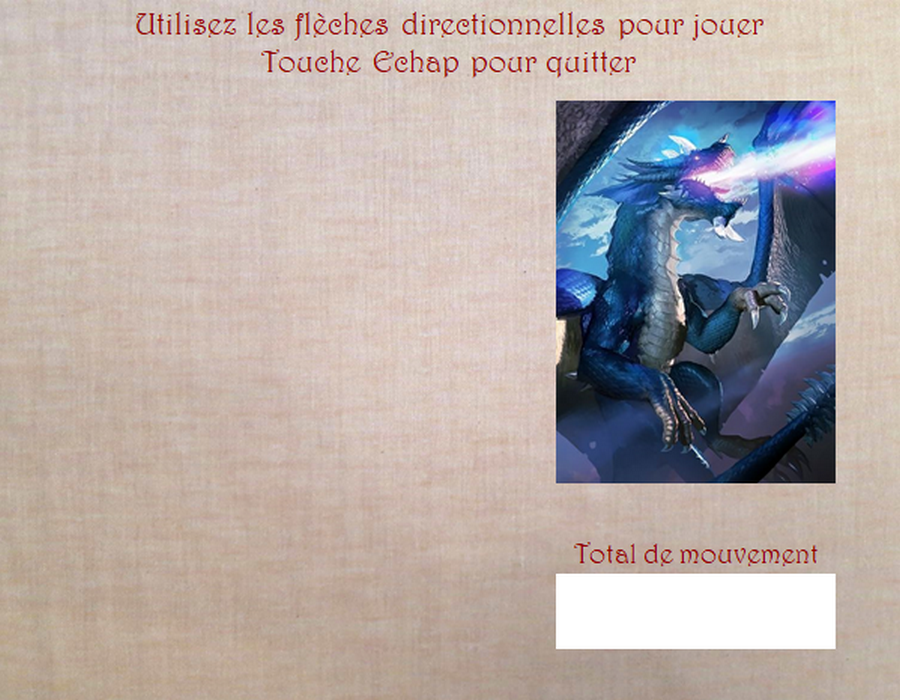 Utilisez les flèches directionnelles pour jouer
Touche Echap pour quitter
Total de mouvement